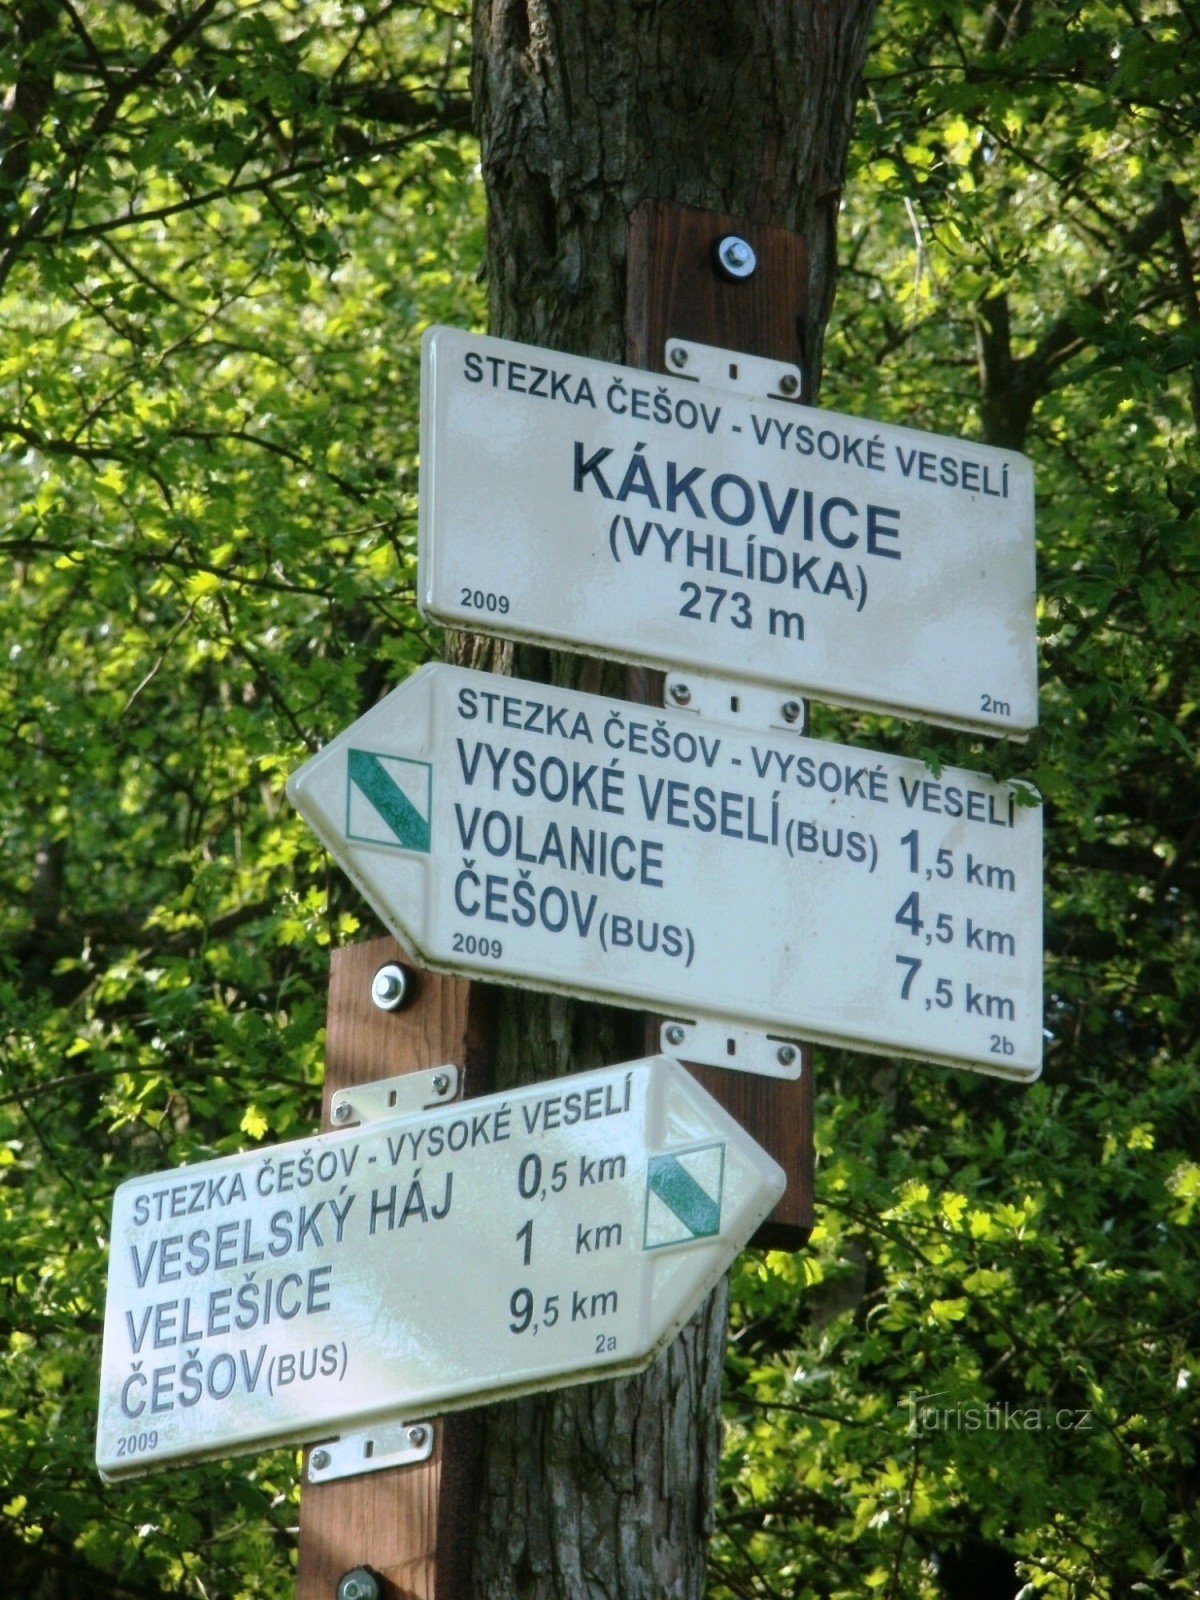 STEZKA ČEŠOV - VYSOKÉ VESELÍ
KÁKOVICE
(VYHLÍDKA)
273 m
2009
2m
STEZKA ČEŠOV - VYSOKÉ VESELÍ
VYSOKÉ VESELÍ(BUS) 1,5 km
VOLANICE 4,5 km
ČEŠOV(BUS) 7,5 km
2009
2b
STEZKA ČEŠOV - VYSOKÉ VESELÍ
VESELSKÝ HÁJ 0,5 km
VELEŠICE 1 km
ČEŠOV(BUS) 9,5 km
2009
2a
Turistika.cz